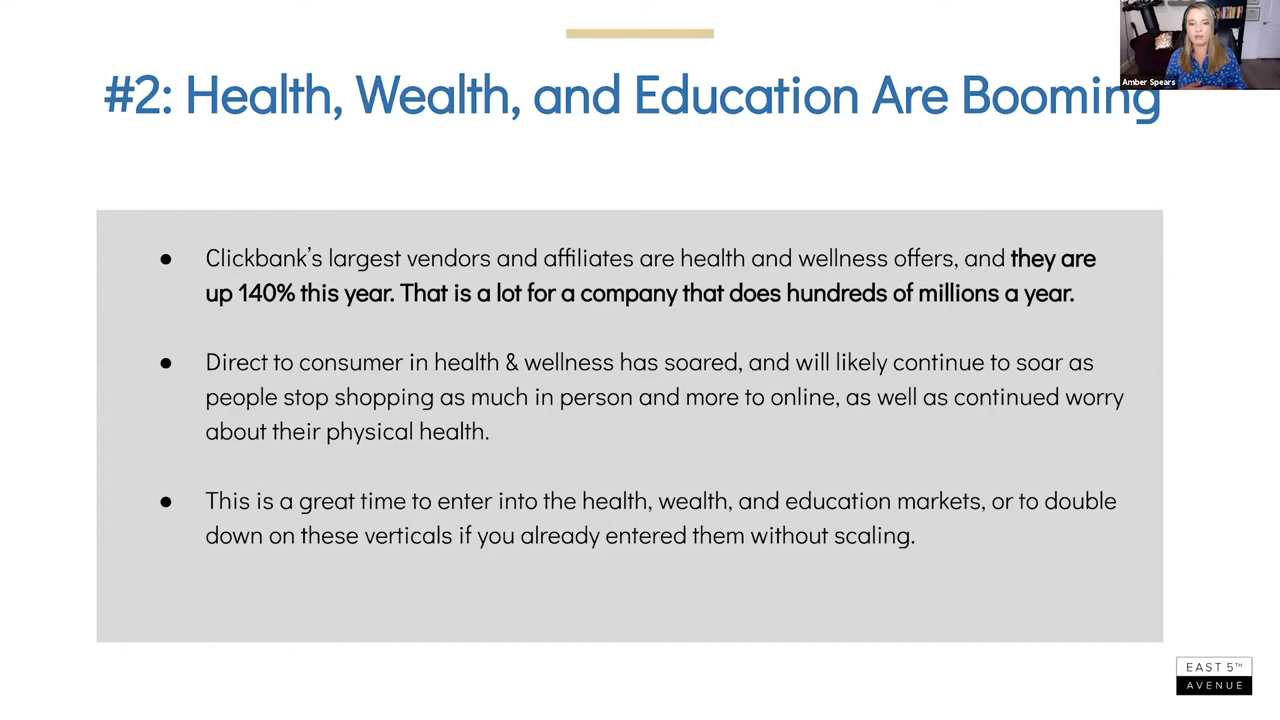 Amber Spears
#2: Health, Wealth, and Education Are Booming
● Clickbank's largest vendors and affiliates are health and wellness offers, and they are
up 140% this year. That is a lot for a company that does hundreds of millions a year.
● Direct to consumer in health & wellness has soared, and will likely continue to soar as
people stop shopping as much in person and more to online, as well as continued worry
about their physical health.
● This is a great time to enter into the health, wealth, and education markets, or to double
down on these verticals if you already entered them without scaling.
EAST 5TH
AVENUE